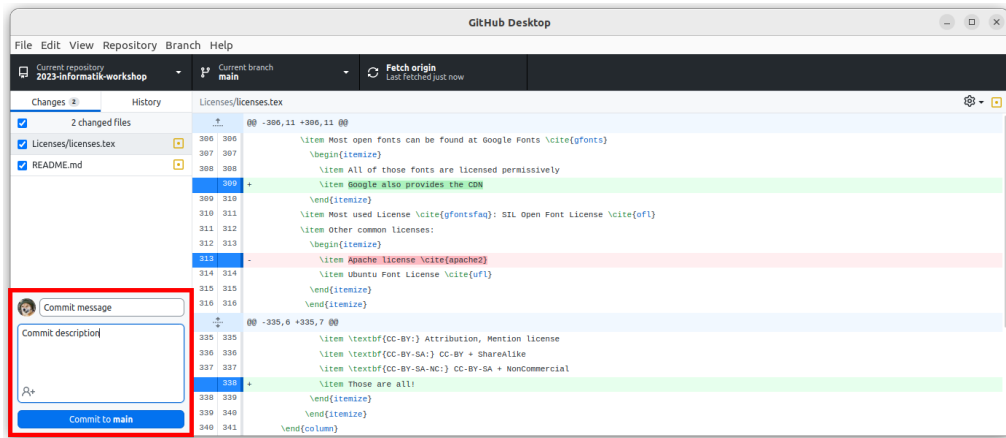 GitHub Desktop
File Edit View Repository Branch Help
Current repository
2023-informatik-workshop
Current branch
main
Fetch origin
Last fetched just now
Changes 2 History
Licenses/licenses.tex
2 changed files
Licenses/licenses.tex
README.md
@@ -306,11 +306,11 @@
306 306 \item Most open fonts can be found at Google Fonts \cite{gfonts}
307 307 \begin{itemize}
308 308 \item All of those fonts are licensed permissively
309 + \item Google also provides the CDN
309 310 \end{itemize}
310 311 \item Most used License \cite{gfontsfaq}: SIL Open Font License \cite{ofl}
311 312 \item Other common licenses:
312 313 \begin{itemize}
313 - \item Apache license \cite{apache2}
314 314 \item Ubuntu Font License \cite{ufl}
315 315 \end{itemize}
316 316 \end{itemize}
@@ -335,6 +335,7 @@
335 335 \item \textbf{CC-BY:} Attribution, Mention license
336 336 \item \textbf{CC-BY-SA:} CC-BY + ShareAlike
337 337 \item \textbf{CC-BY-SA-NC:} CC-BY-SA + NonCommercial
338 + \item Those are all!
338 339 \end{itemize}
339 340 \end{itemize}
340 341 \end{column}
Commit message
Commit description
Commit to main